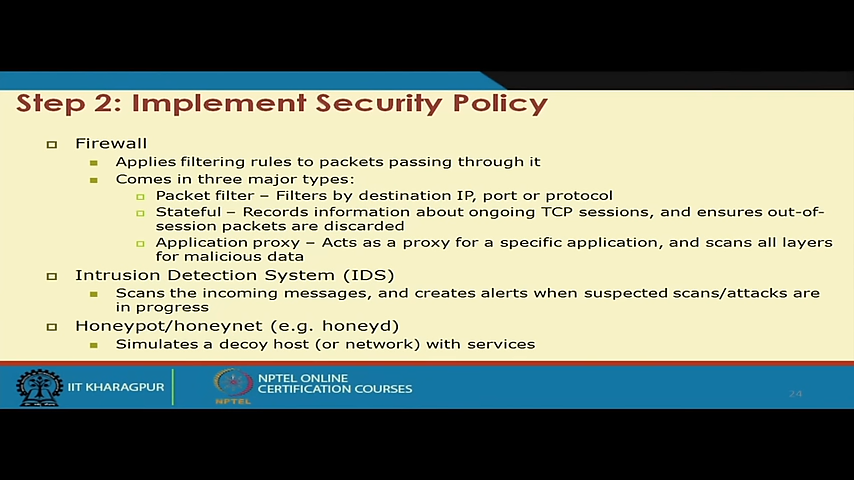 Step 2: Implement Security Policy
Firewall
Applies filtering rules to packets passing through it
Comes in three major types:
Packet filter – Filters by destination IP, port or protocol
Stateful – Records information about ongoing TCP sessions, and ensures out-of-
session packets are discarded
Application proxy – Acts as a proxy for a specific application, and scans all layers
for malicious data
Intrusion Detection System (IDS)
Scans the incoming messages, and creates alerts when suspected scans/attacks are
in progress
Honeypot/honeynet (e.g. honeyd)
Simulates a decoy host (or network) with services
IIT KHARAGPUR
NPTEL
NPTEL ONLINE
CERTIFICATION COURSES
24